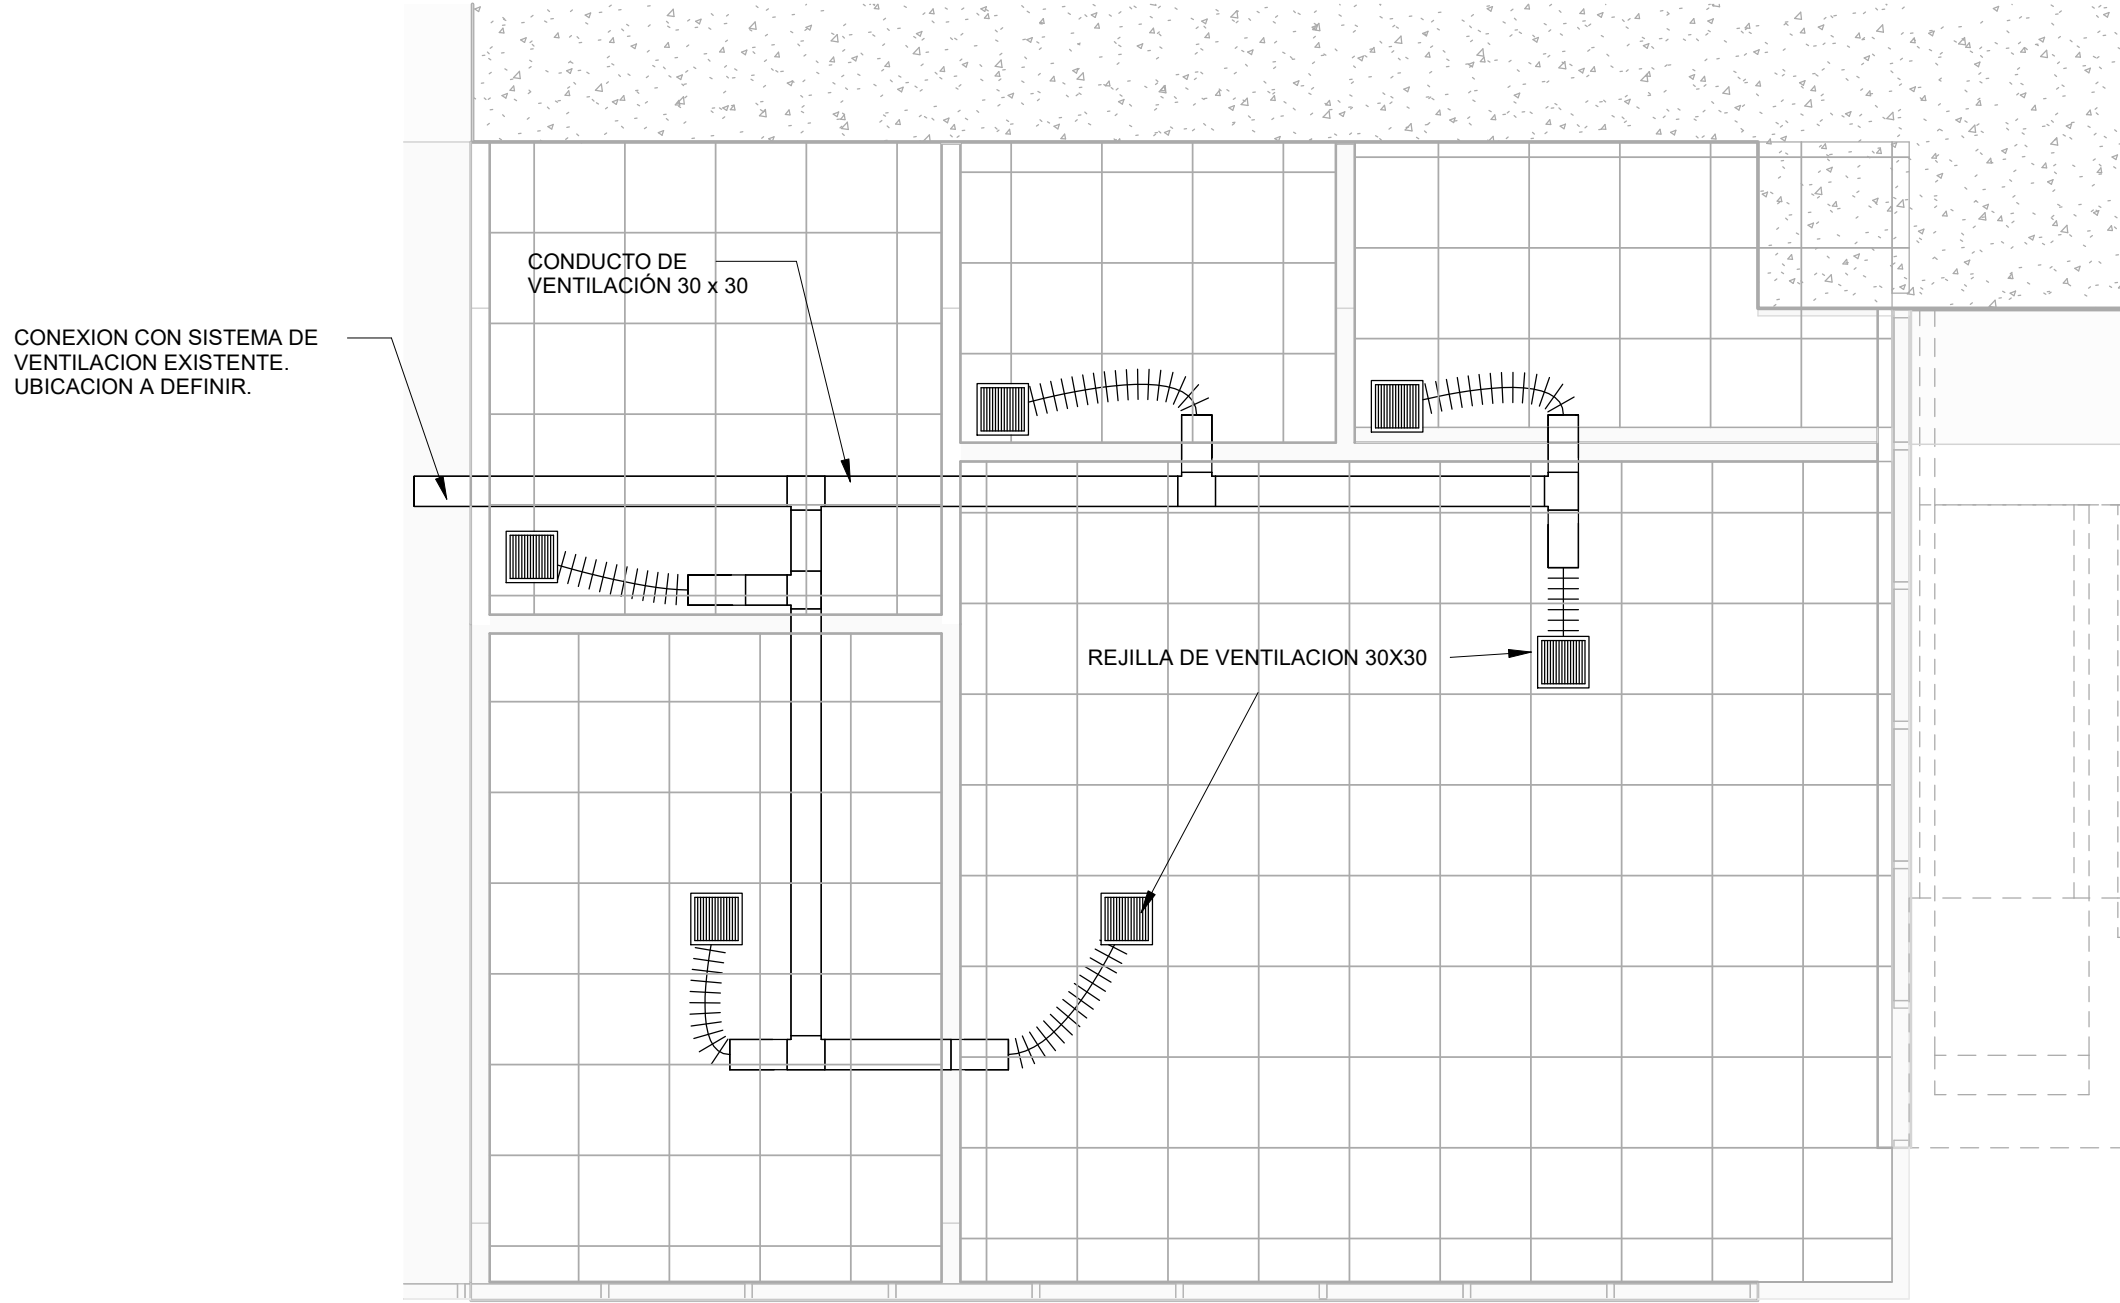 CONDUCTO DE
VENTILACIÓN 30 x 30
CONEXION CON SISTEMA DE
VENTILACION EXISTENTE.
UBICACION A DEFINIR.
REJILLA DE VENTILACION 30X30